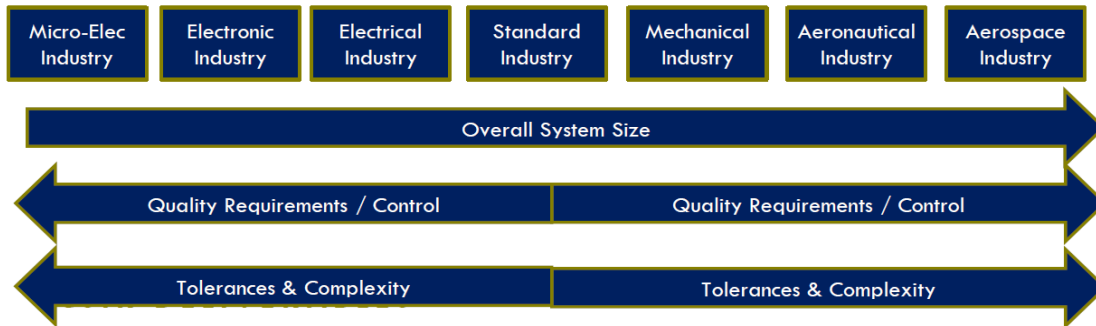 Micro-Elec Electronic Electrical Standard Mechanical Aeronautical Aerospace
Industry Industry Industry Industry Industry Industry Industry
Overall System Size
Quality Requirements / Control Quality Requirements / Control
Tolerances & Complexity Tolerances & Complexity